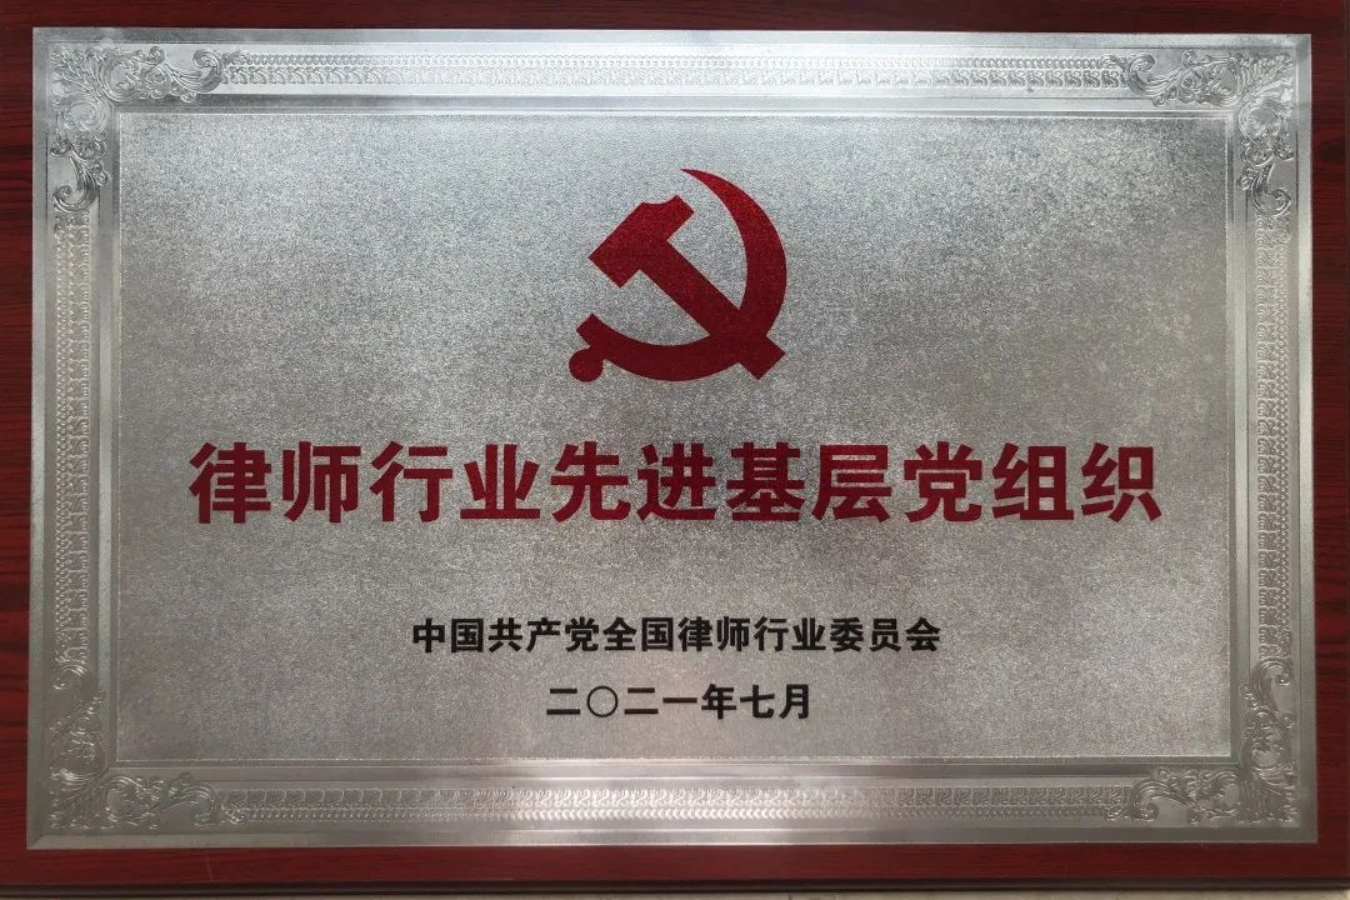 律师行业先进基层党组织
中国共产党全国律师行业委员会
二〇二一年七月